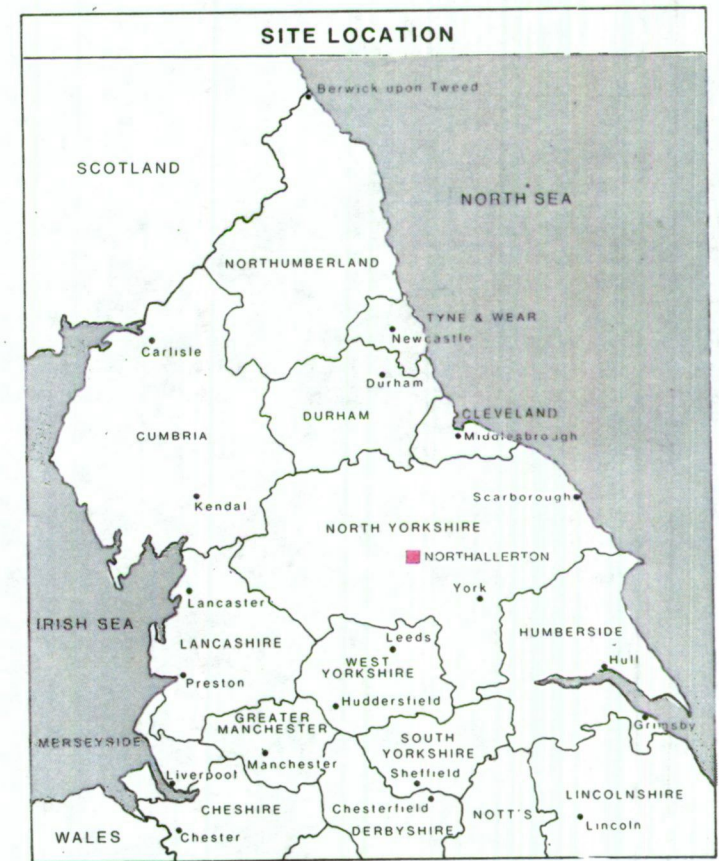 SITE LOCATION
Berwick upon Tweed
SCOTLAND
NORTH SEA
NORTHUMBERLAND
TYNE & WEAR
Newcastle
Carlisle
Durham
DURHAM
CLEVELAND
Middlesbrough
CUMBRIA
Kendal
Scarborough
NORTH YORKSHIRE
NORTHALLERTON
York
Lancaster
IRISH SEA
HUMBERSIDE
Leeds
LANCASHIRE
WEST
YORKSHIRE
Hull
Preston
Huddersfield
GREATER
MANCHESTER
Grimsby
SOUTH
YORKSHIRE
MERSEYSIDE
Manchester
Liverpool
Sheffield
LINCOLNSHIRE
CHESHIRE
Chesterfield
NOTT'S
Lincoln
DERBYSHIRE
WALES
Chester